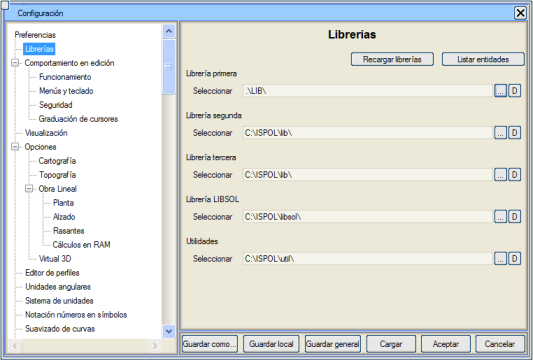 Configuración
Preferencias
Librerías
Comportamiento en edición
Funcionamiento
Menús y teclado
Seguridad
Graduación de cursores
Visualización
Opciones
Cartografía
Topografía
Obra Lineal
Planta
Alzado
Rasantes
Cálculos en RAM
Virtual 3D
Editor de perfiles
Unidades angulares
Sistema de unidades
Notación números en símbolos
Suavizado de curvas
Librerías
Recargar librerías Listar entidades
Librería primera
Seleccionar .\LIB\ ... D
Librería segunda
Seleccionar C:\ISPOL\lib\ ... D
Librería tercera
Seleccionar C:\ISPOL\lib\ ... D
Librería LIBSOL
Seleccionar C:\ISPOL\libsol\ ... D
Utilidades
Seleccionar C:\ISPOL\util\ ... D
Guardar como... Guardar local Guardar general Cargar Aceptar Cancelar